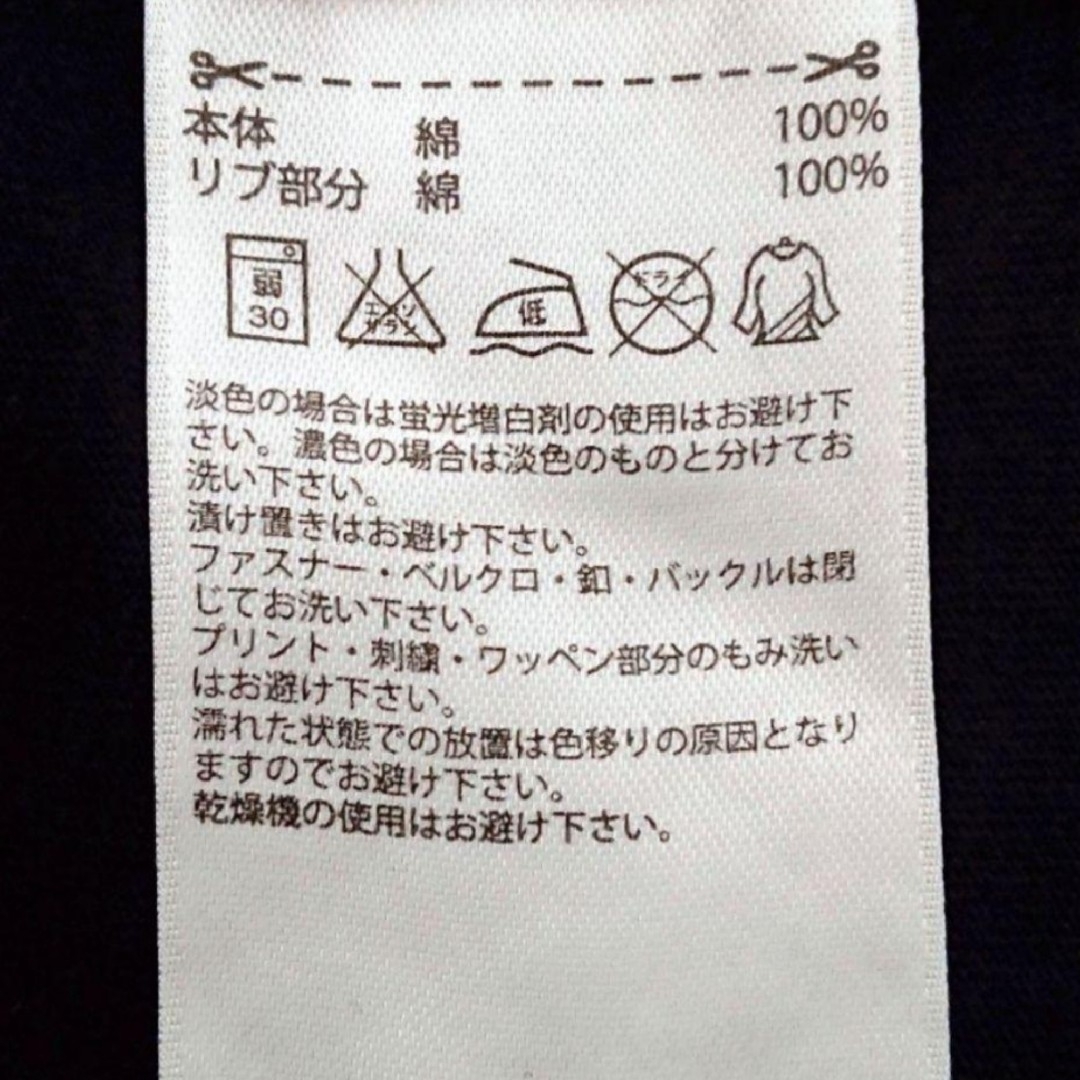 本体 綿 100%
リブ部分 綿 100%
弱 30 エンソ サラシ 低 ドライ
淡色の場合は蛍光増白剤の使用はお避け下
さい。濃色の場合は淡色のものと分けてお
洗い下さい。
漬け置きはお避け下さい。
ファスナー・ベルクロ・釦・バックルは閉
じてお洗い下さい。
プリント・刺繍・ワッペン部分のもみ洗い
はお避け下さい。
濡れた状態での放置は色移りの原因となり
ますのでお避け下さい。
乾燥機の使用はお避け下さい。